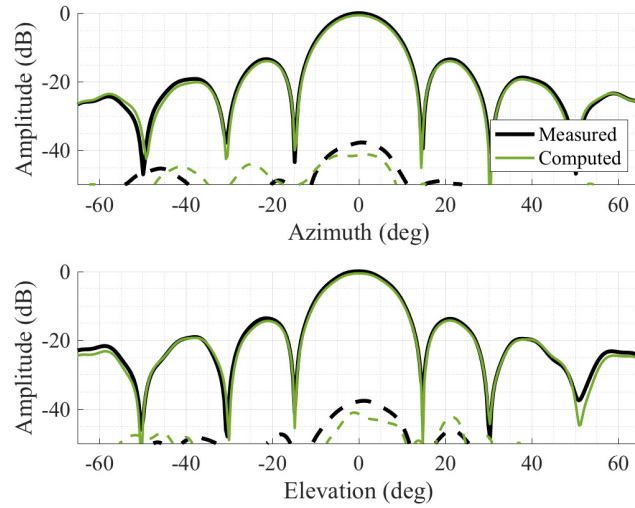 0
-20
-40
Amplitude (dB)
Measured
Computed
-60 -40 -20 0 20 40 60
Azimuth (deg)
0
-20
-40
Amplitude (dB)
-60 -40 -20 0 20 40 60
Elevation (deg)